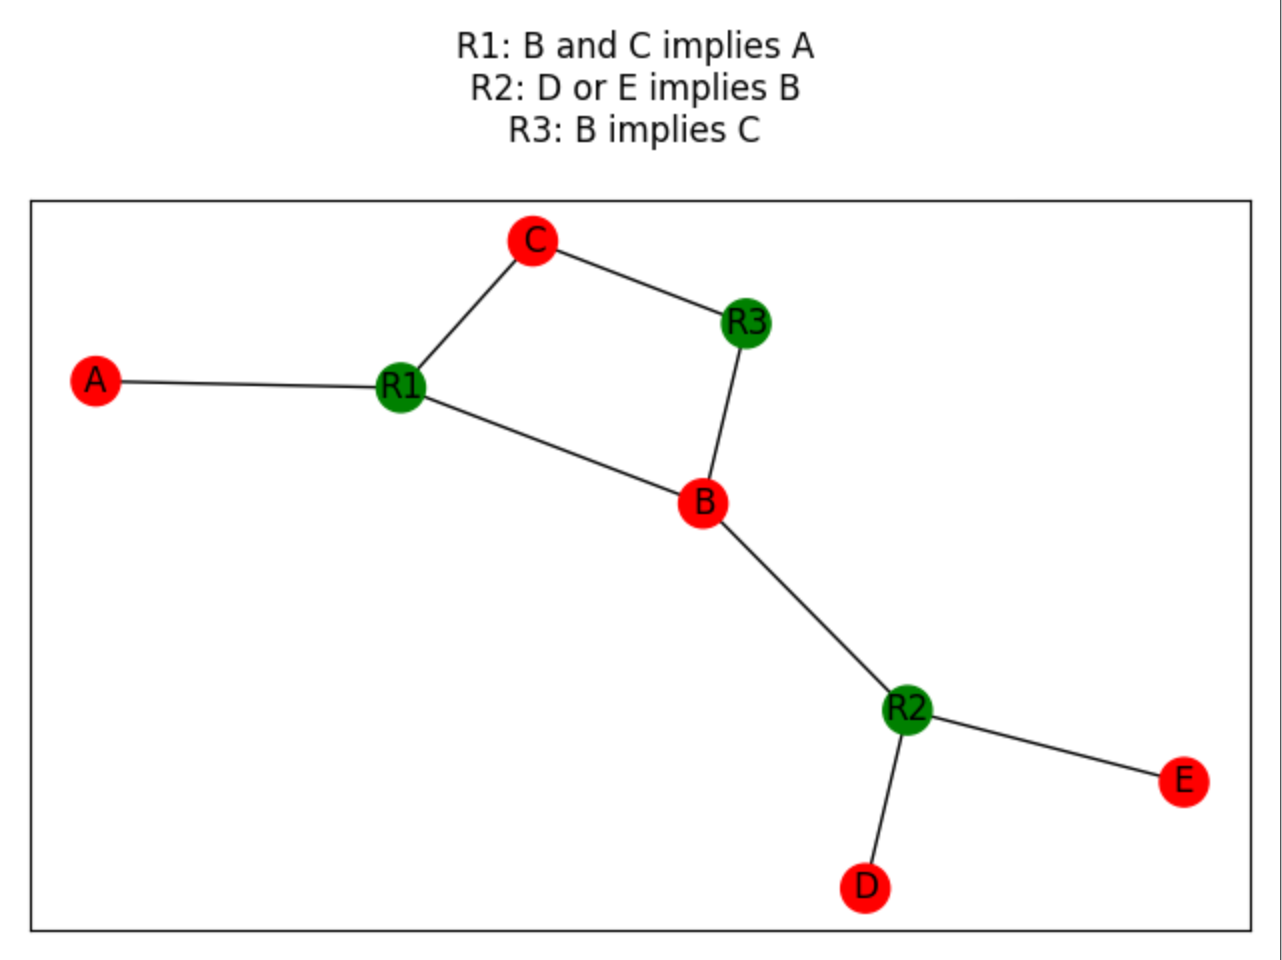 R1: B and C implies A
R2: D or E implies B
R3: B implies C
C
R3
A
R1
B
R2
E
D